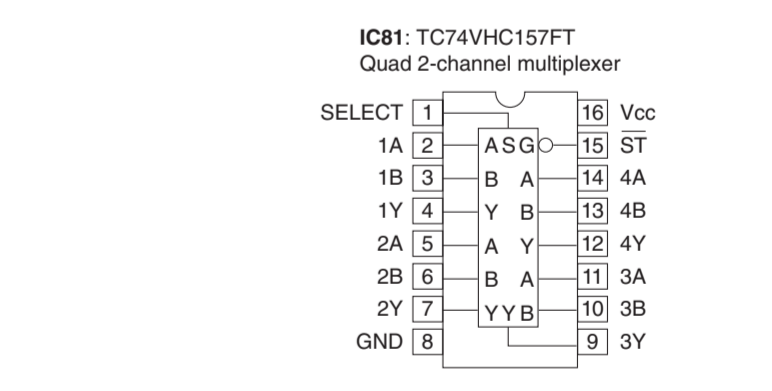 IC81: TC74VHC157FT
Quad 2-channel multiplexer
SELECT 1 16 Vcc
1A 2 A S G 15 ST
1B 3 B A 14 4A
1Y 4 Y B 13 4B
2A 5 A Y 12 4Y
2B 6 B A 11 3A
2Y 7 Y Y B 10 3B
GND 8 9 3Y